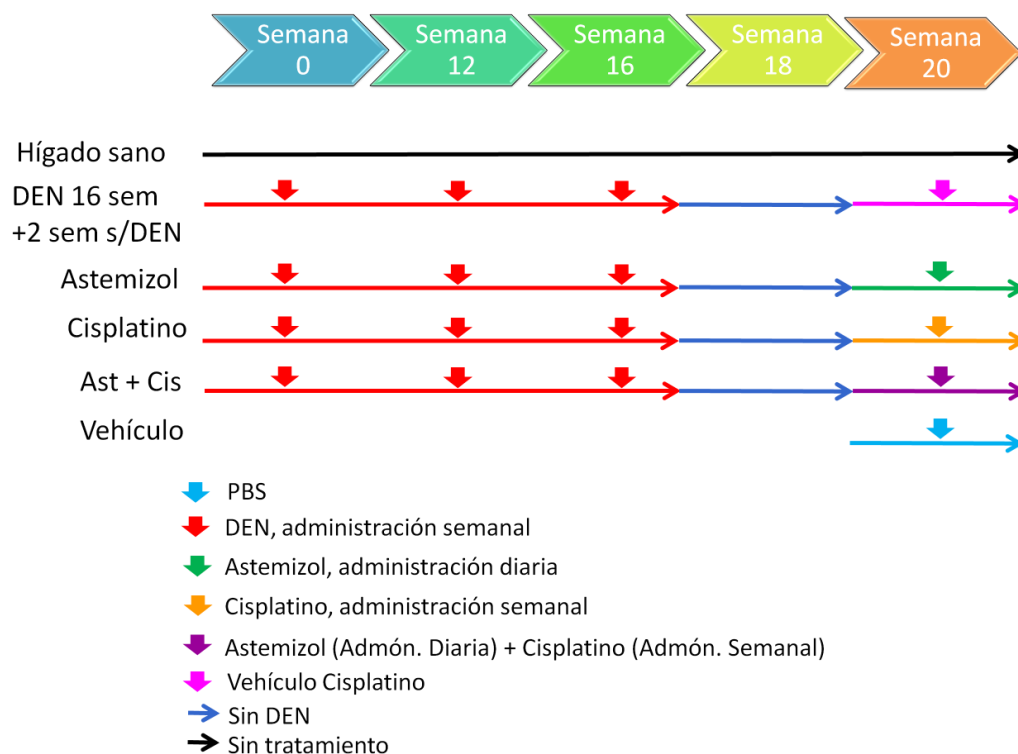 Semana
0
Semana
12
Semana
16
Semana
18
Semana
20
Hígado sano
DEN 16 sem
+2 sem s/DEN
Astemizol
Cisplatino
Ast + Cis
Vehículo
PBS
DEN, administración semanal
Astemizol, administración diaria
Cisplatino, administración semanal
Astemizol (Admón. Diaria) + Cisplatino (Admón. Semanal)
Vehículo Cisplatino
Sin DEN
Sin tratamiento